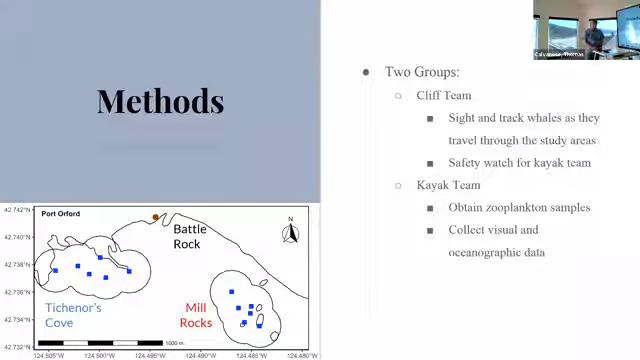 Methods
Two Groups:
Cliff Team
Sight and track whales as they
travel through the study areas
Safety watch for kayak team
Kayak Team
Obtain zooplankton samples
Collect visual and
oceanographic data
Port Orford
Battle
Rock
N
Tichenor's
Cove
Mill
Rocks
1000 m
42.742°N
42.740°N
42.738°N
42.736°N
42.734°N
42.732°N
124.505°W
124.500°W
124.495°W
124.490°W
124.485°W
124.480°W
Calvanese, Thomas